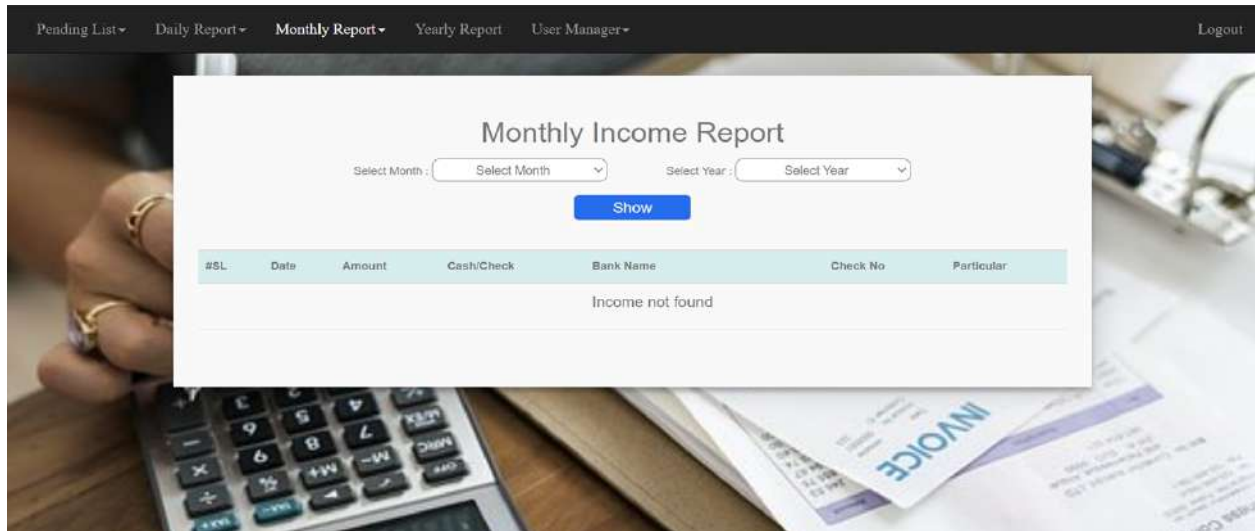 Pending List Daily Report Monthly Report Yearly Report User Manager Logout
Monthly Income Report
Select Month : Select Month Select Year : Select Year
Show
#SL Date Amount Cash/Check Bank Name Check No Particular
Income not found
INVOICE